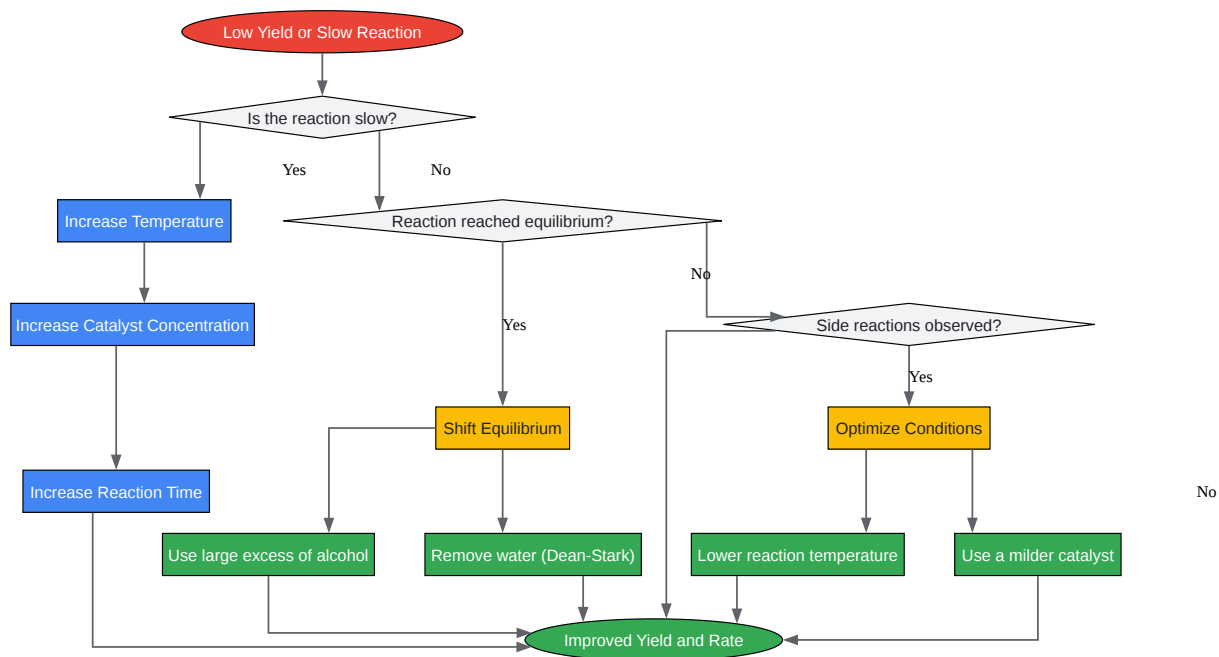 Low Yield or Slow Reaction
Is the reaction slow?
Yes
No
Increase Temperature
Reaction reached equilibrium?
No
Increase Catalyst Concentration
Yes
Side reactions observed?
Yes
Shift Equilibrium
Optimize Conditions
Increase Reaction Time
No
Use large excess of alcohol
Remove water (Dean-Stark)
Lower reaction temperature
Use a milder catalyst
Improved Yield and Rate